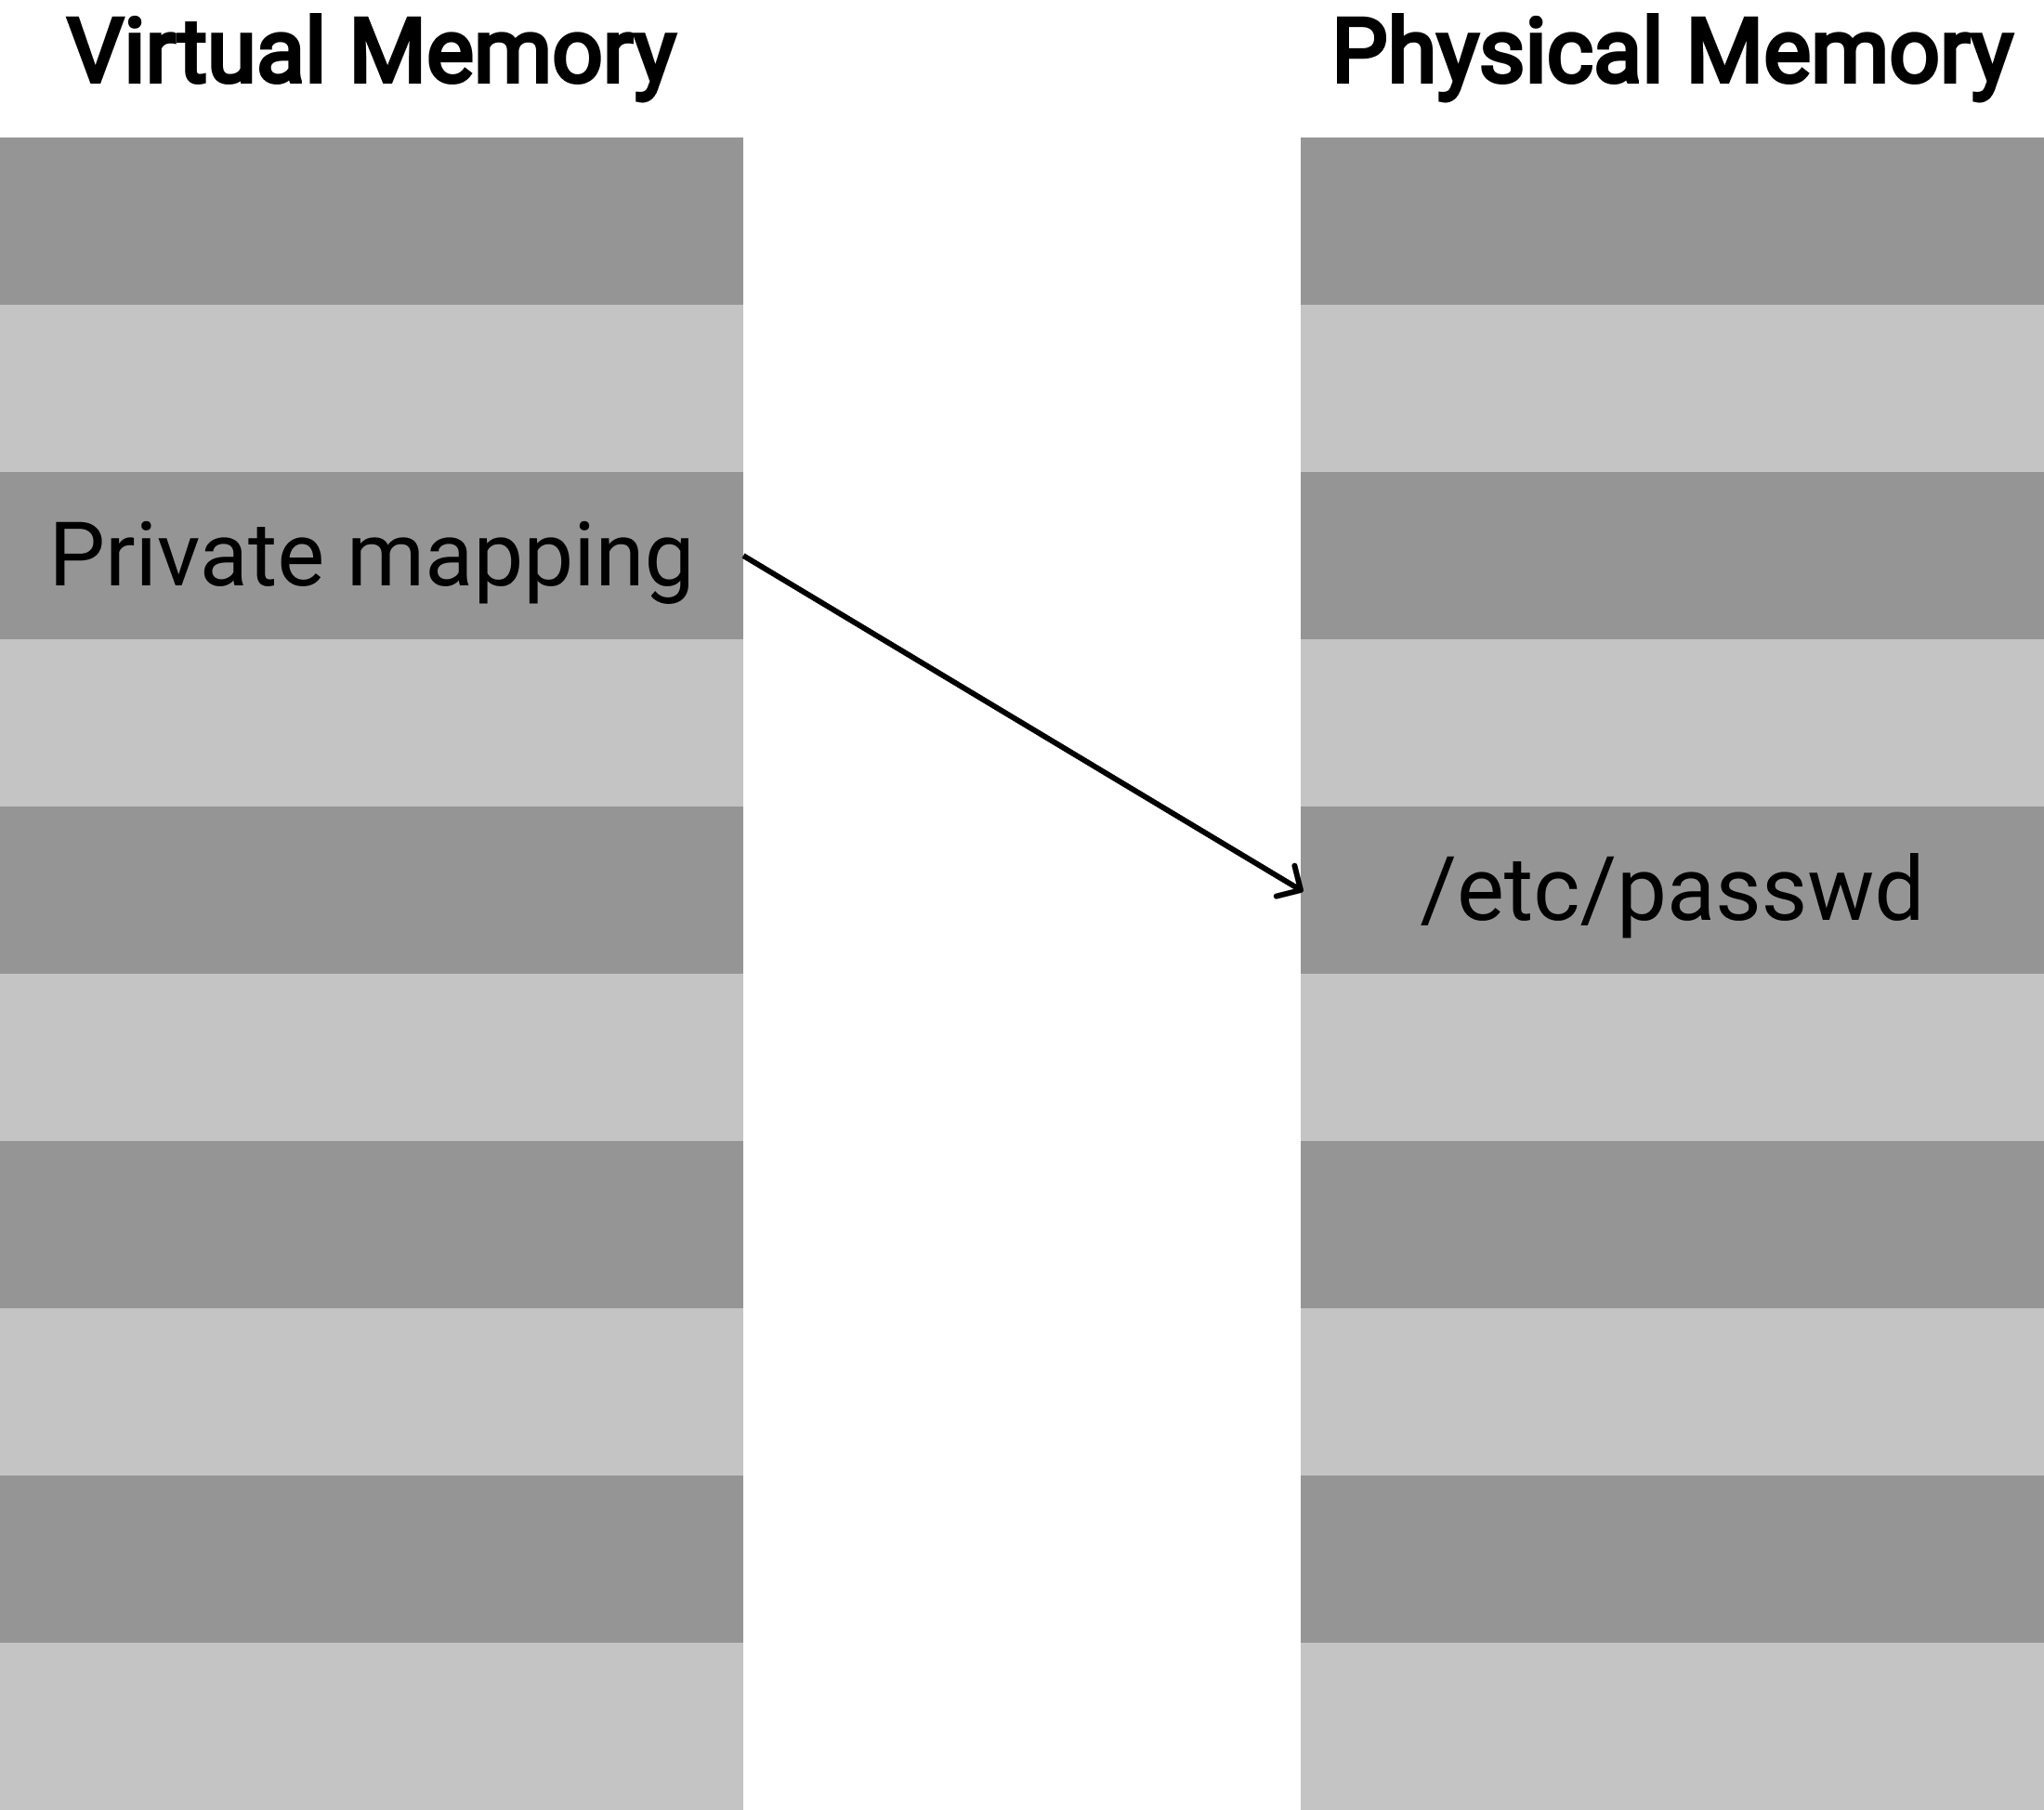 Virtual Memory
Physical Memory
Private mapping
/etc/passwd